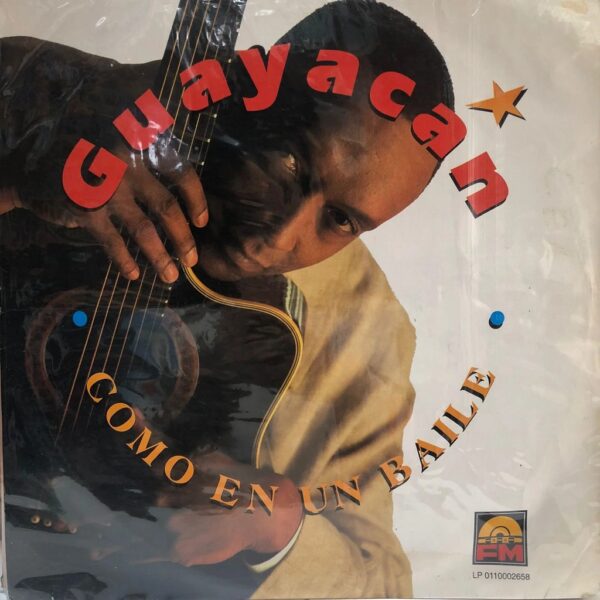 Guayacan
COMO EN UN BAILE
FM
LP 0110002658